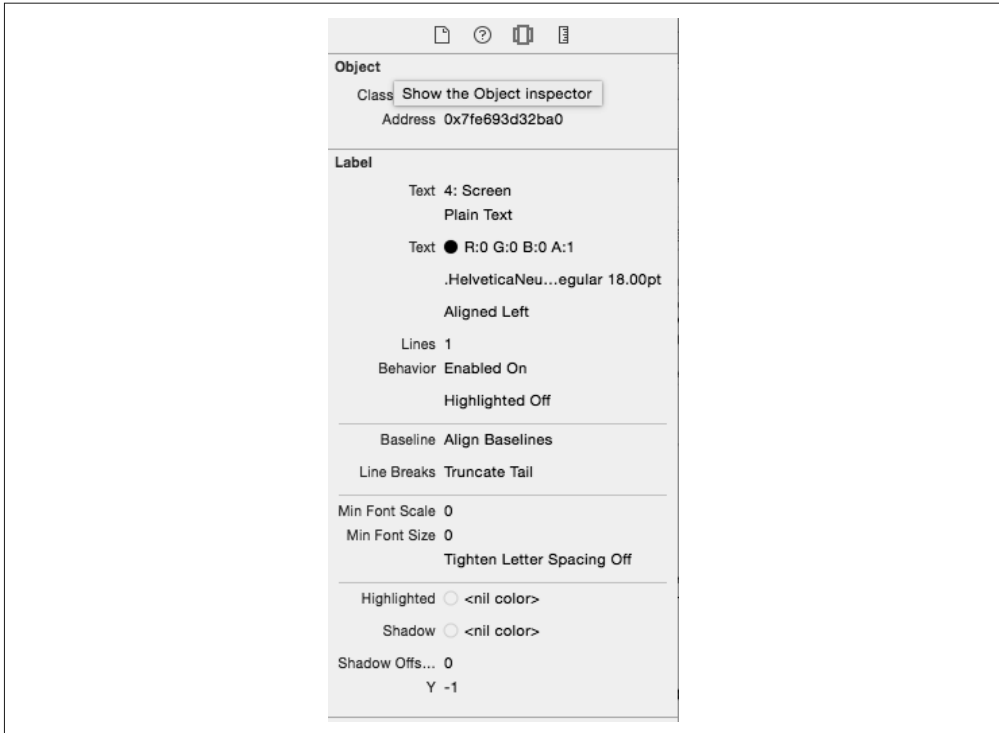 Object
Class Show the Object inspector
Address 0x7fe693d32ba0
Label
Text 4: Screen
Plain Text
Text R:0 G:0 B:0 A:1
.HelveticaNeu...egular 18.00pt
Aligned Left
Lines 1
Behavior Enabled On
Highlighted Off
Baseline Align Baselines
Line Breaks Truncate Tail
Min Font Scale 0
Min Font Size 0
Tighten Letter Spacing Off
Highlighted <nil color>
Shadow <nil color>
Shadow Offs... 0
Y -1